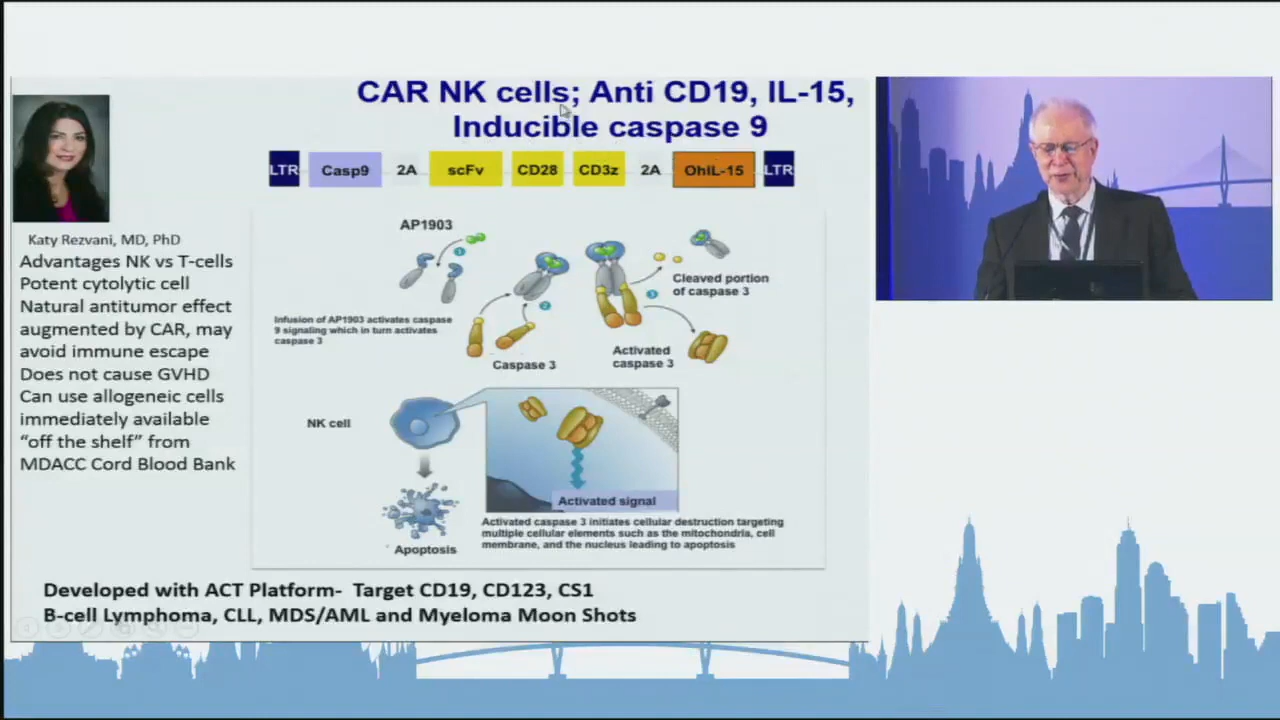 CAR NK cells; Anti CD19, IL-15,
Inducible caspase 9
LTR Casp9 2A scFv CD28 CD3z 2A OhIL-15 LTR
Katy Rezvani, MD, PhD
Advantages NK vs T-cells
Potent cytolytic cell
Natural antitumor effect
augmented by CAR, may
avoid immune escape
Does not cause GVHD
Can use allogeneic cells
immediately available
“off the shelf” from
MDACC Cord Blood Bank
AP1903
1
Infusion of AP1903 activates caspase
9 signaling which in turn activates
caspase 3
2
Caspase 3
3
Cleaved portion
of caspase 3
Activated
caspase 3
NK cell
Apoptosis
Activated signal
Activated caspase 3 initiates cellular destruction targeting
multiple cellular elements such as the mitochondria, cell
membrane, and the nucleus leading to apoptosis
Developed with ACT Platform- Target CD19, CD123, CS1
B-cell Lymphoma, CLL, MDS/AML and Myeloma Moon Shots